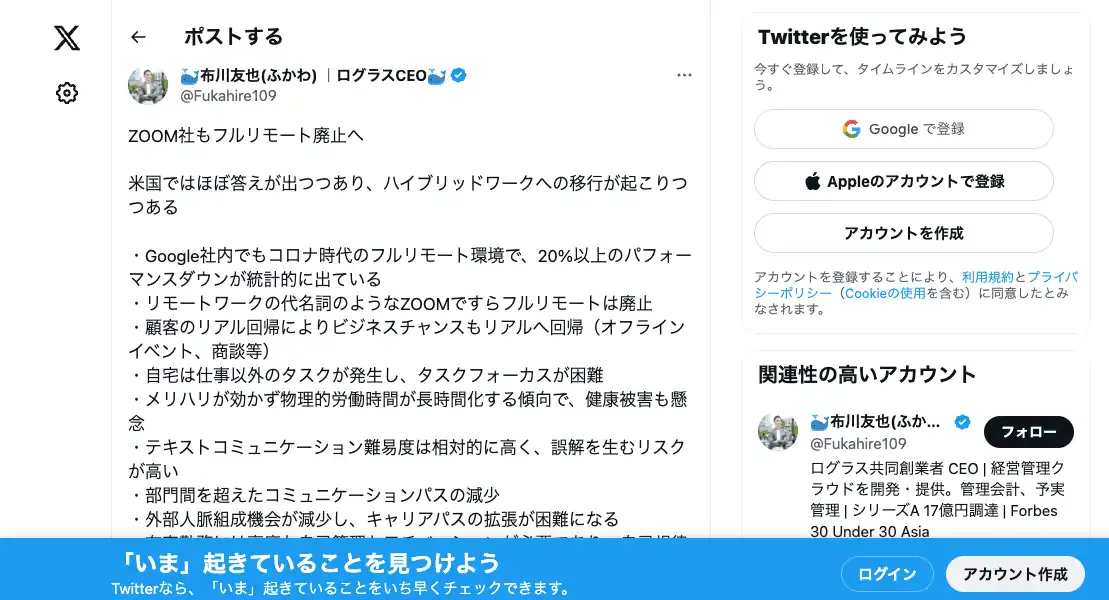 ポストする
🐳布川友也(ふかわ) ｜ログラスCEO🐳
@Fukahire109
ZOOM社もフルリモート廃止へ
米国ではほぼ答えが出つつあり、ハイブリッドワークへの移行が起こりつ
つある
・Google社内でもコロナ時代のフルリモート環境で、20%以上のパフォー
マンスダウンが統計的に出ている
・リモートワークの代名詞のようなZOOMですらフルリモートは廃止
・顧客のリアル回帰によりビジネスチャンスもリアルへ回帰（オフライン
イベント、商談等）
・自宅は仕事以外のタスクが発生し、タスクフォーカスが困難
・メリハリが効かず物理的労働時間が長時間化する傾向で、健康被害も懸
念
・テキストコミュニケーション難易度は相対的に高く、誤解を生むリスク
が高い
・部門間を超えたコミュニケーションパスの減少
・外部人脈組成機会が減少し、キャリアパスの拡張が困難になる
Twitterを使ってみよう
今すぐ登録して、タイムラインをカスタマイズしましょ
う。
Google で登録
Appleのアカウントで登録
アカウントを作成
アカウントを登録することにより、利用規約とプライバ
シーポリシー（Cookieの使用を含む）に同意したとみ
なされます。
関連性の高いアカウント
🐳布川友也(ふか...
@Fukahire109
フォロー
ログラス共同創業者 CEO | 経営管理ク
ラウドを開発・提供。管理会計、予実
管理 | シリーズA 17億円調達 | Forbes
30 Under 30 Asia
「いま」起きていることを見つけよう
Twitterなら、「いま」起きていることをいち早くチェックできます。
ログイン
アカウント作成